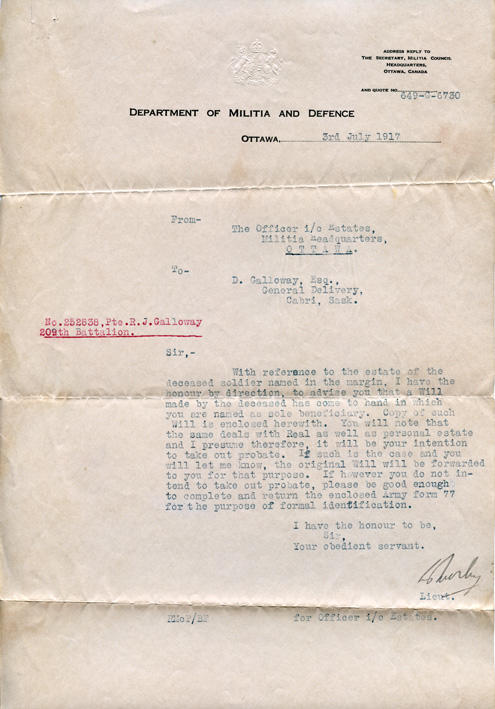 ADDRESS REPLY TO
THE SECRETARY, MILITIA COUNCIL
HEADQUARTERS,
OTTAWA, CANADA
AND QUOTE NO. 649-G-6730
DEPARTMENT OF MILITIA AND DEFENCE
OTTAWA, 3rd July 1917
From-
The Officer i/c Estates,
Militia Headquarters,
O T T A W A.
To-
D. Galloway, Esq.,
General Delivery,
Cabri, Sask.
No.252838,Pte.R.J.Galloway
209th Battalion.
Sir,-
With reference to the estate of the
deceased soldier named in the margin, I have the
honour by direction, to advise you that a Will
made by the deceased has come to hand in which
you are named as sole beneficiary. Copy of such
Will is enclosed herewith. You will note that
the same deals with Real as well as personal estate
and I presume therefore, it will be your intention
to take out probate. If such is the case and you
will let me know, the original Will will be forwarded
to you for that purpose. If however you do not in-
tend to take out probate, please be good enough
to complete and return the enclosed Army form 77
for the purpose of formal identification.
I have the honour to be,
Sir,
Your obedient servant.
Lieut.
for Officer i/c Estates.